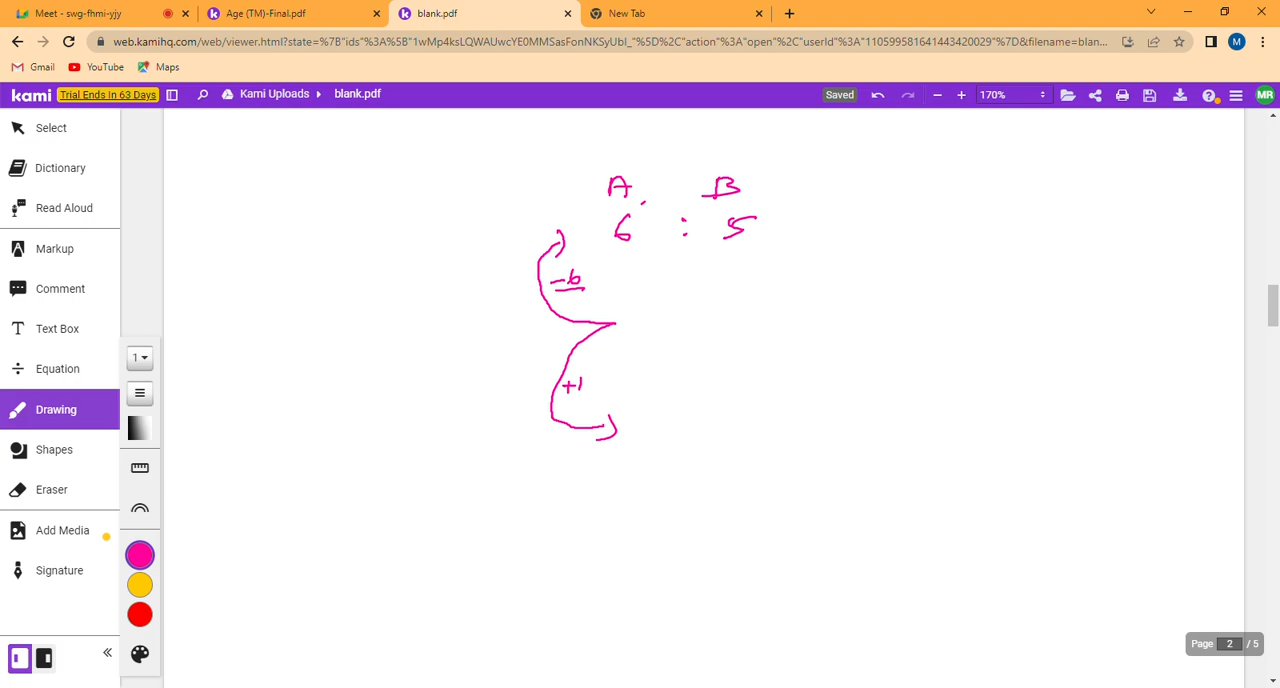 Meet - swg-fhmi-yjy
Age (TM)-Final.pdf
blank.pdf
New Tab
web.kamihq.com/web/viewer.html?state=%7B"ids"%3A%5B"1wMp4ksLQWAUwcYE0MMSasFonNKSyUbI_"%5D%2C"action"%3A"open"%2C"userId"%3A"110599581641443420029"%7D&filename=blan...
M
Gmail
YouTube
Maps
kami
Trial Ends In 63 Days
Kami Uploads
blank.pdf
Saved
170%
MR
Select
Dictionary
Read Aloud
Markup
Comment
Text Box
Equation
Drawing
Shapes
Eraser
Add Media
Signature
1
A B
6 : 5
-6
+1
Page 2 / 5